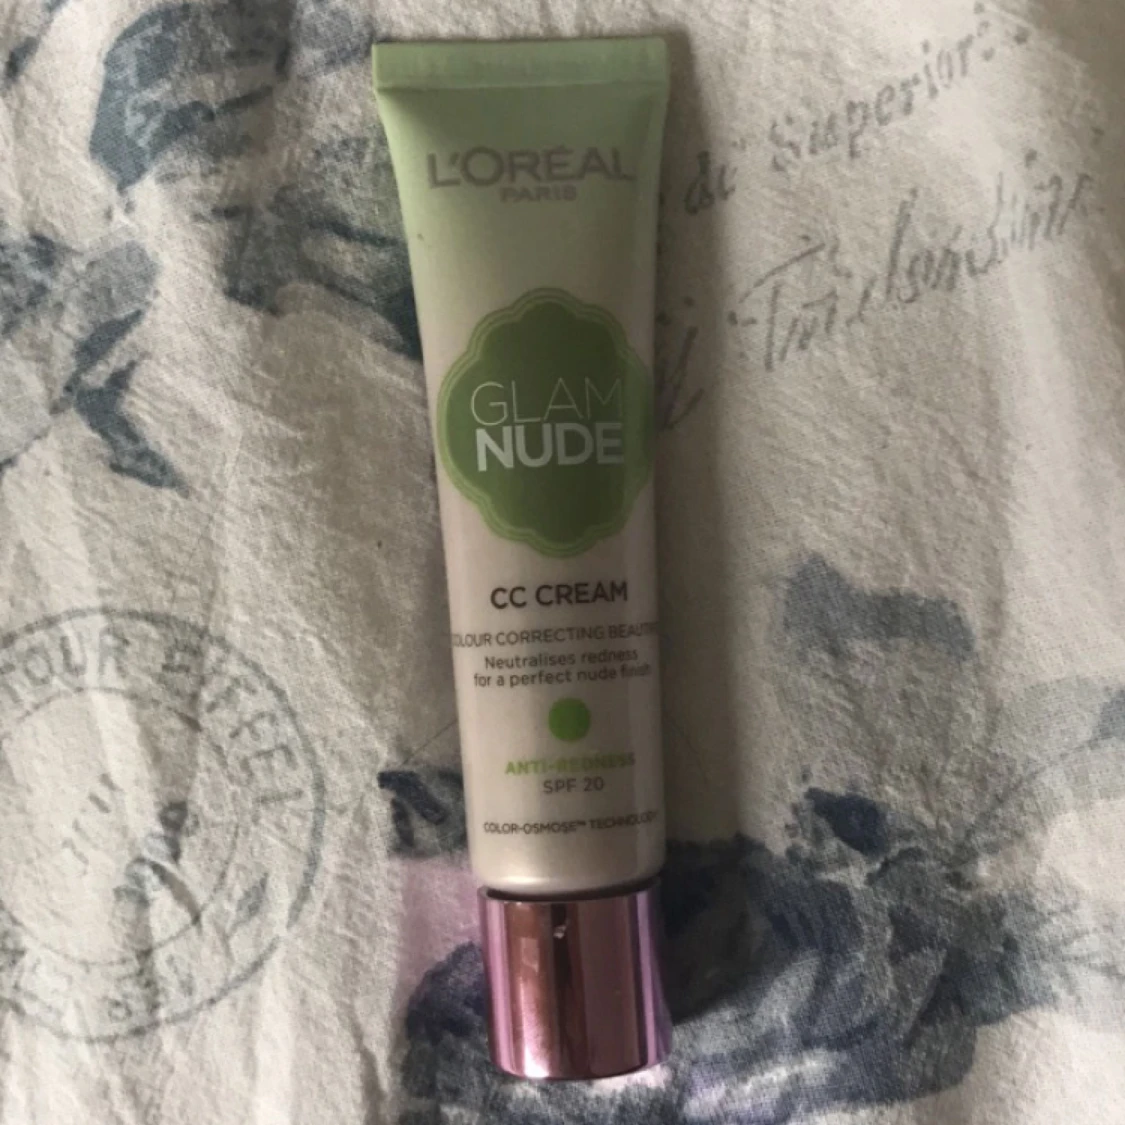 L'ORÉAL
PARIS
GLAM
NUDE
CC CREAM
COLOUR CORRECTING
Neutralises redness
for a perfect nude finish
ANTI-REDNESS
SPF 20
COLOR-OSMOSE™ TECHNOLOGY
Superior
TOUR EIFFEL